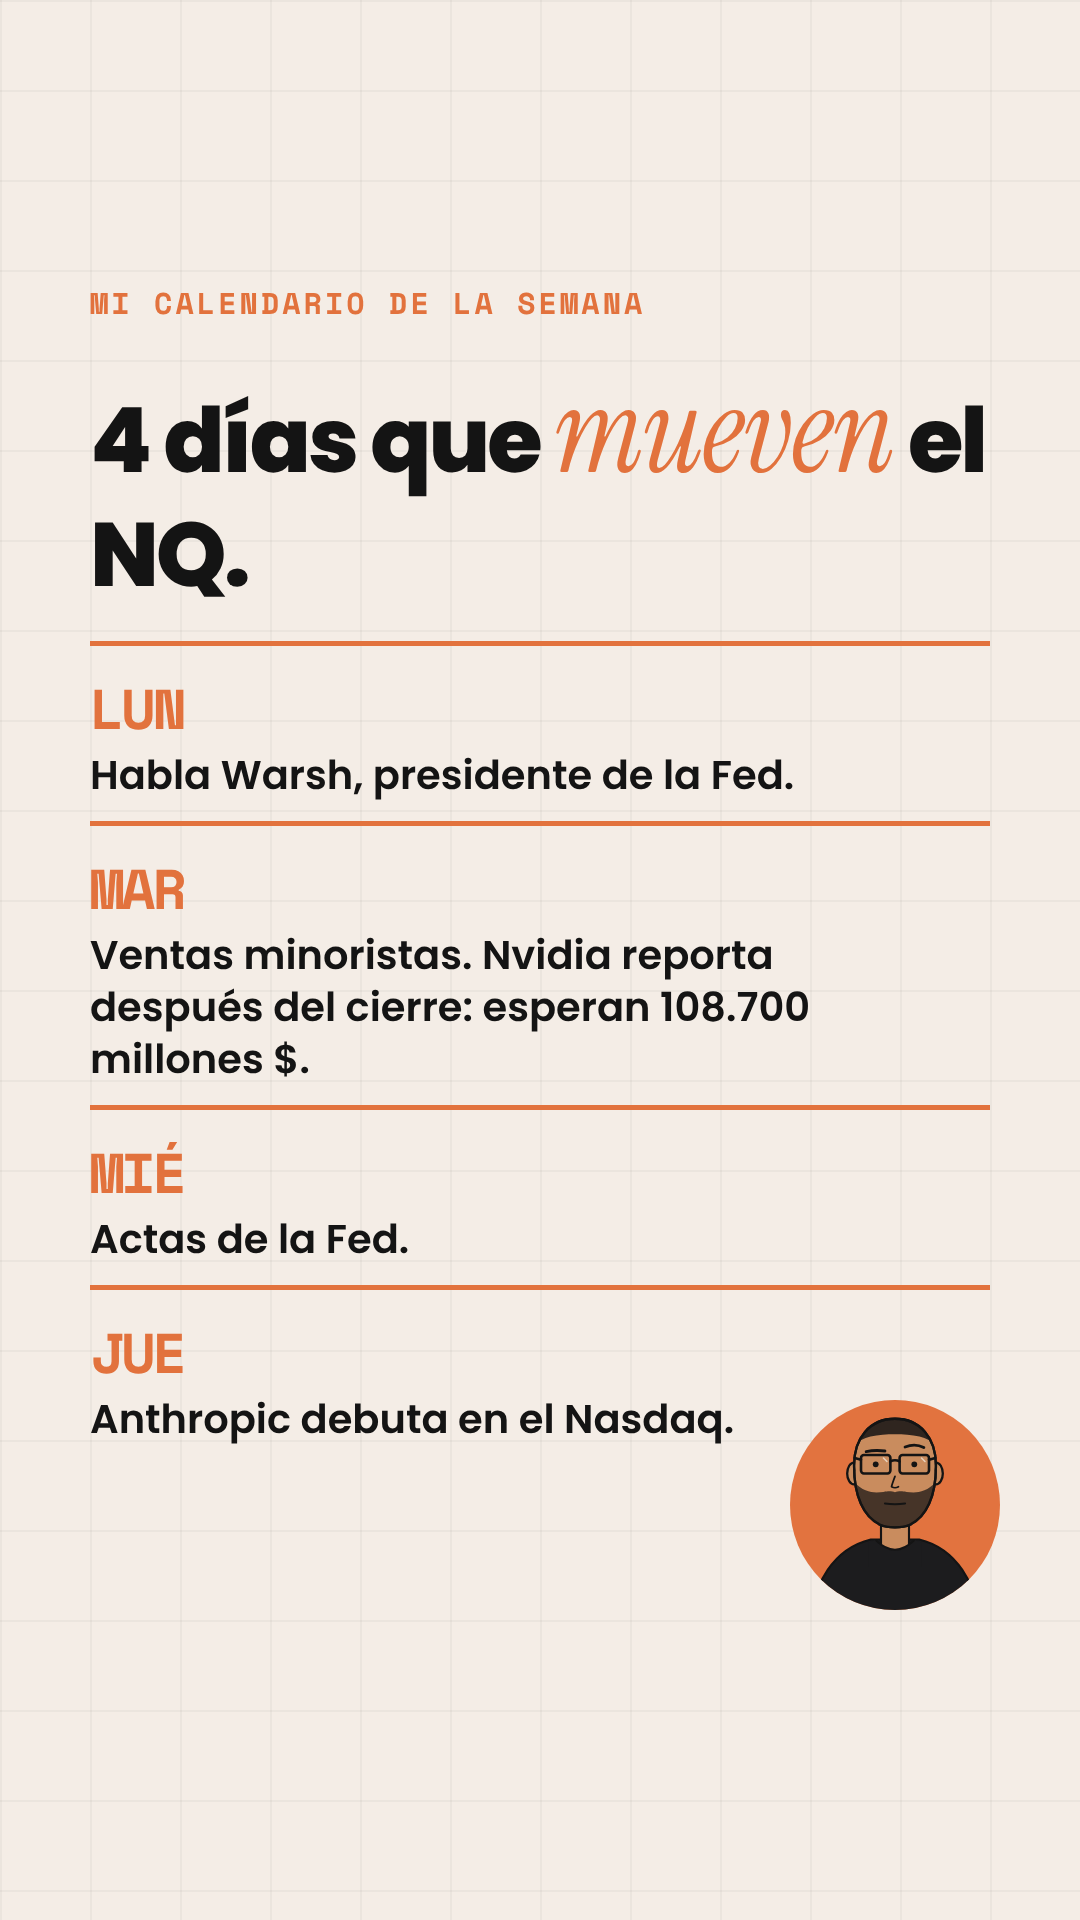 MI CALENDARIO DE LA SEMANA
4 días que mueven el
NQ.
LUN
Habla Warsh, presidente de la Fed.
MAR
Ventas minoristas. Nvidia reporta
después del cierre: esperan 108.700
millones $.
MIÉ
Actas de la Fed.
JUE
Anthropic debuta en el Nasdaq.